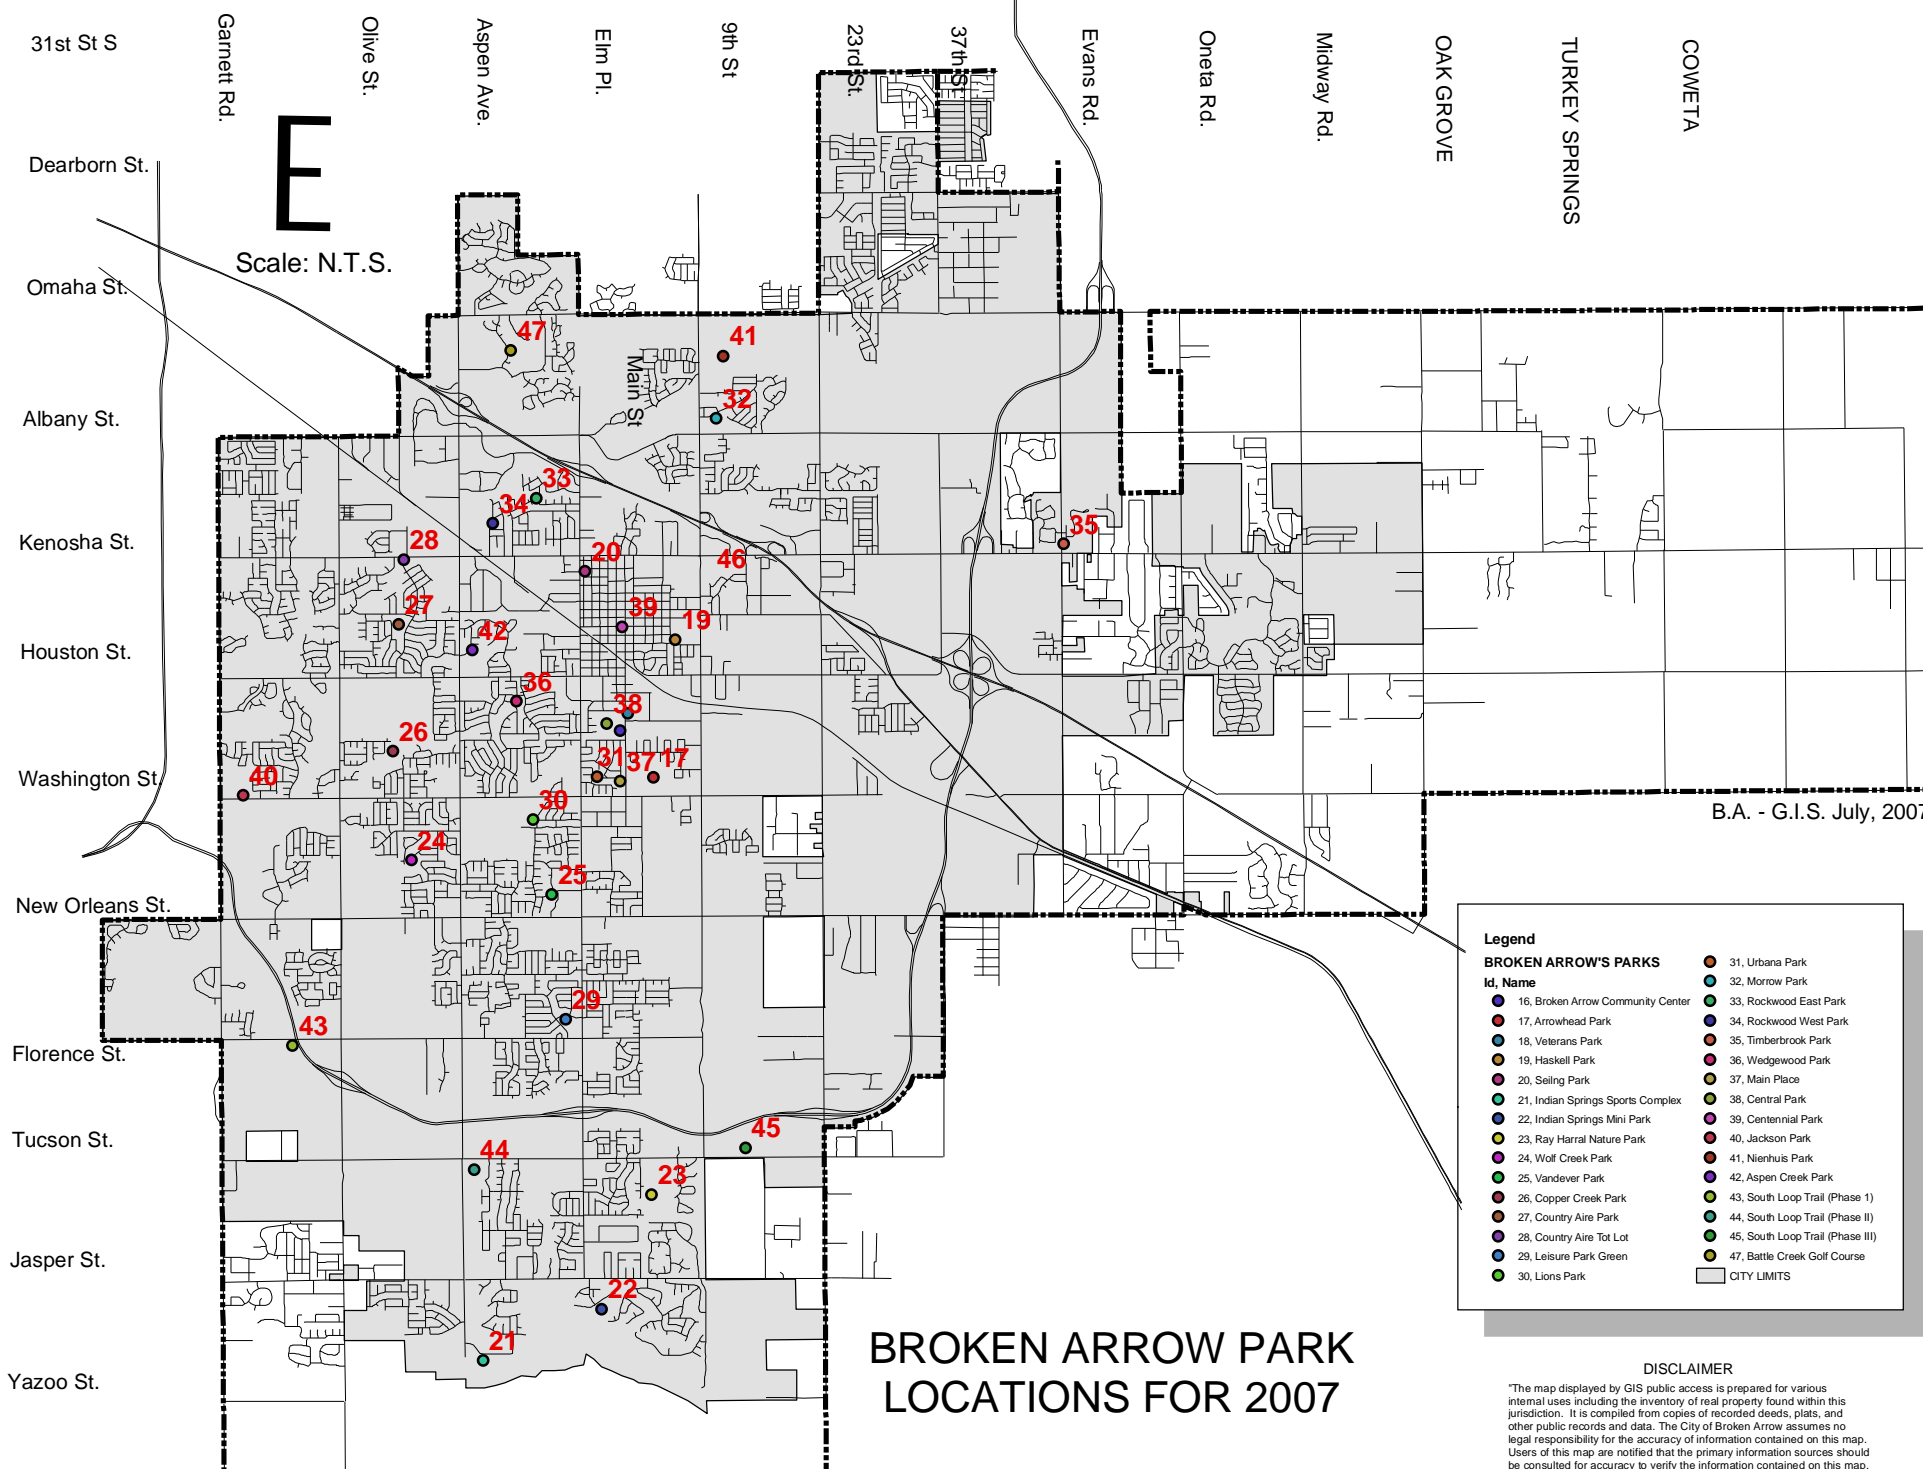 31st St S
Garnett Rd.
Olive St.
Aspen Ave.
Elm Pl.
9th St
23rd St.
37th St.
Evans Rd.
Oneta Rd.
Midway Rd.
OAK GROVE
TURKEY SPRINGS
COWETA
E
Scale: N.T.S.
Dearborn St.
Omaha St.
Albany St.
Kenosha St.
Houston St.
Washington St.
New Orleans St.
Florence St.
Tucson St.
Jasper St.
Yazoo St.
Main St
47
41
32
33
34
35
28
20
46
27
39
19
42
36
38
26
31
37
17
40
30
24
25
29
43
45
44
23
22
21
B.A. - G.I.S. July, 2007
Legend
BROKEN ARROW'S PARKS
Id, Name
16, Broken Arrow Community Center
17, Arrowhead Park
18, Veterans Park
19, Haskell Park
20, Seilng Park
21, Indian Springs Sports Complex
22, Indian Springs Mini Park
23, Ray Harral Nature Park
24, Wolf Creek Park
25, Vandever Park
26, Copper Creek Park
27, Country Aire Park
28, Country Aire Tot Lot
29, Leisure Park Green
30, Lions Park
31, Urbana Park
32, Morrow Park
33, Rockwood East Park
34, Rockwood West Park
35, Timberbrook Park
36, Wedgewood Park
37, Main Place
38, Central Park
39, Centennial Park
40, Jackson Park
41, Nienhuis Park
42, Aspen Creek Park
43, South Loop Trail (Phase 1)
44, South Loop Trail (Phase II)
45, South Loop Trail (Phase III)
47, Battle Creek Golf Course
CITY LIMITS
BROKEN ARROW PARK
LOCATIONS FOR 2007
DISCLAIMER
"The map displayed by GIS public access is prepared for various
internal uses including the inventory of real property found within this
jurisdiction. It is compiled from copies of recorded deeds, plats, and
other public records and data. The City of Broken Arrow assumes no
legal responsibility for the accuracy of information contained on this map.
Users of this map are notified that the primary information sources should
be consulted for accuracy to verify the information contained on this map.